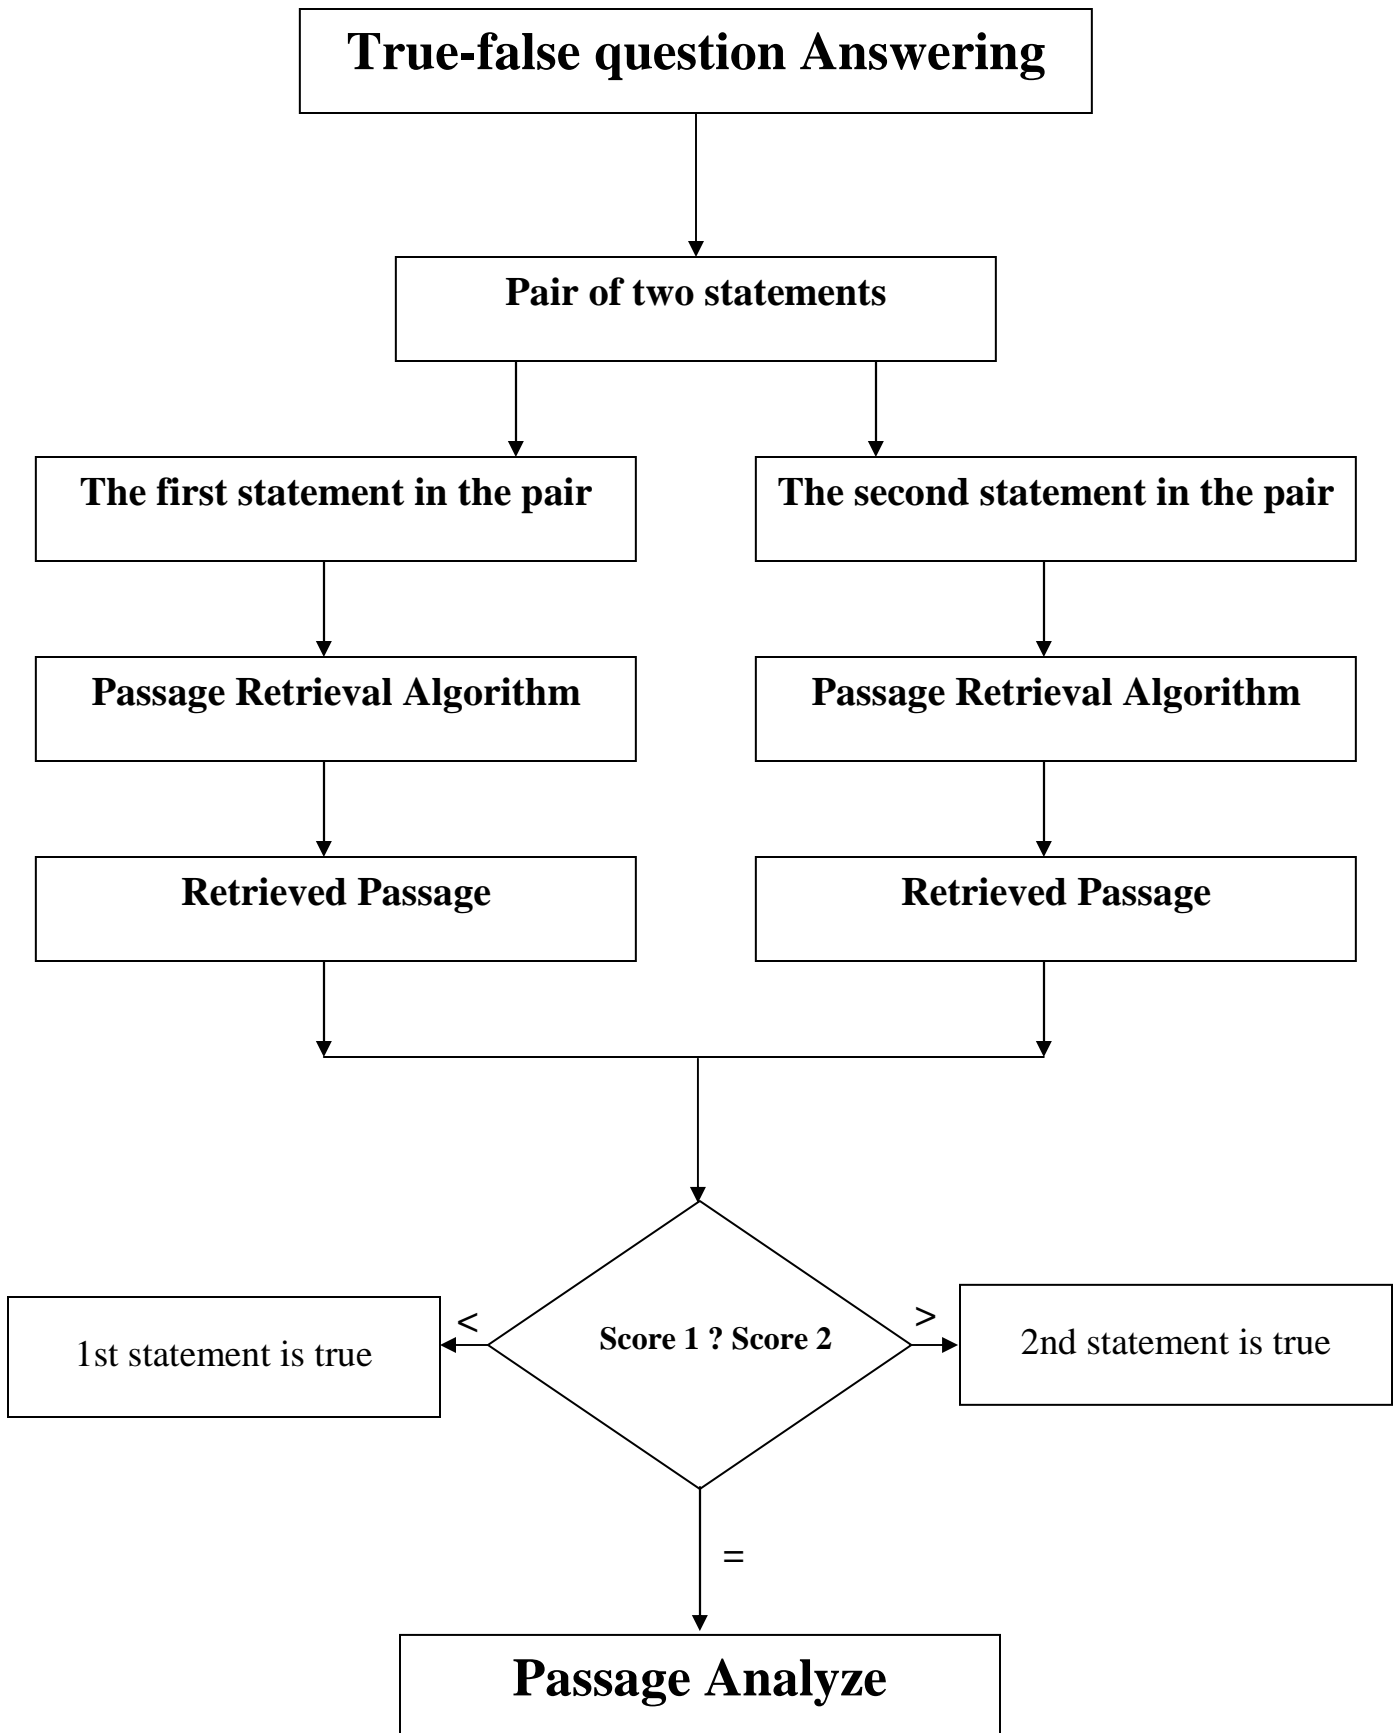 True-false question Answering
Pair of two statements
The first statement in the pair
The second statement in the pair
Passage Retrieval Algorithm
Passage Retrieval Algorithm
Retrieved Passage
Retrieved Passage
<
>
1st statement is true
Score 1 ? Score 2
2nd statement is true
=
Passage Analyze